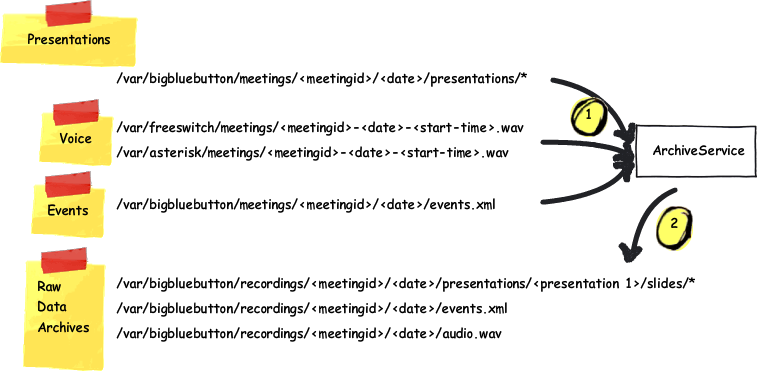 Presentations
/var/bigbluebutton/meetings/<meetingid>/<date>/presentations/*
1
Voice
/var/freeswitch/meetings/<meetingid>-<date>-<start-time>.wav
/var/asterisk/meetings/<meetingid>-<date>-<start-time>.wav
ArchiveService
Events
/var/bigbluebutton/meetings/<meetingid>/<date>/events.xml
2
Raw
Data
Archives
/var/bigbluebutton/recordings/<meetingid>/<date>/presentations/<presentation 1>/slides/*
/var/bigbluebutton/recordings/<meetingid>/<date>/events.xml
/var/bigbluebutton/recordings/<meetingid>/<date>/audio.wav